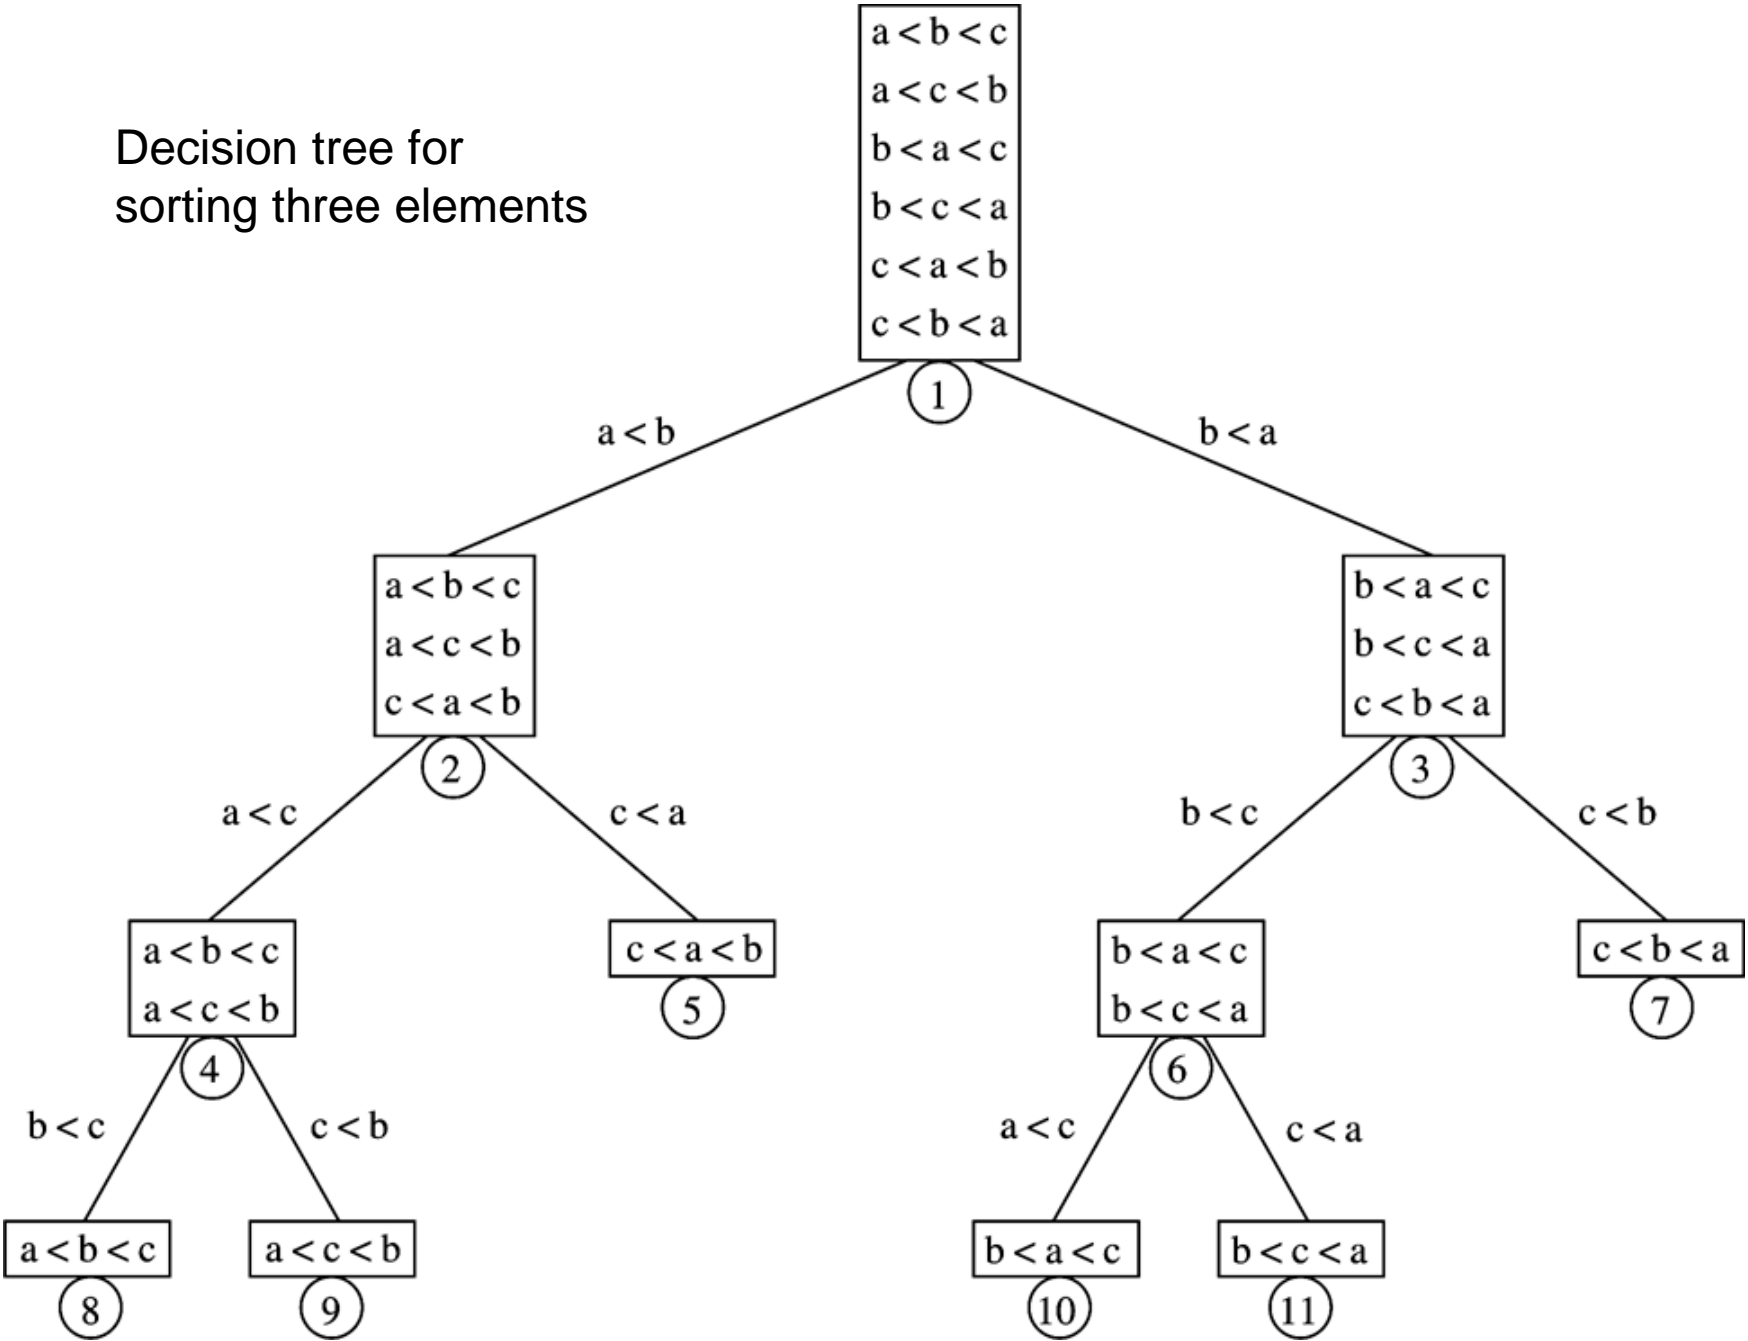 Decision tree for
sorting three elements
a < b < c
a < c < b
b < a < c
b < c < a
c < a < b
c < b < a
1
a < b
b < a
a < b < c
a < c < b
c < a < b
2
b < a < c
b < c < a
c < b < a
3
a < c
c < a
b < c
c < b
a < b < c
a < c < b
4
c < a < b
5
b < a < c
b < c < a
6
c < b < a
7
b < c
c < b
a < c
c < a
a < b < c
8
a < c < b
9
b < a < c
10
b < c < a
11